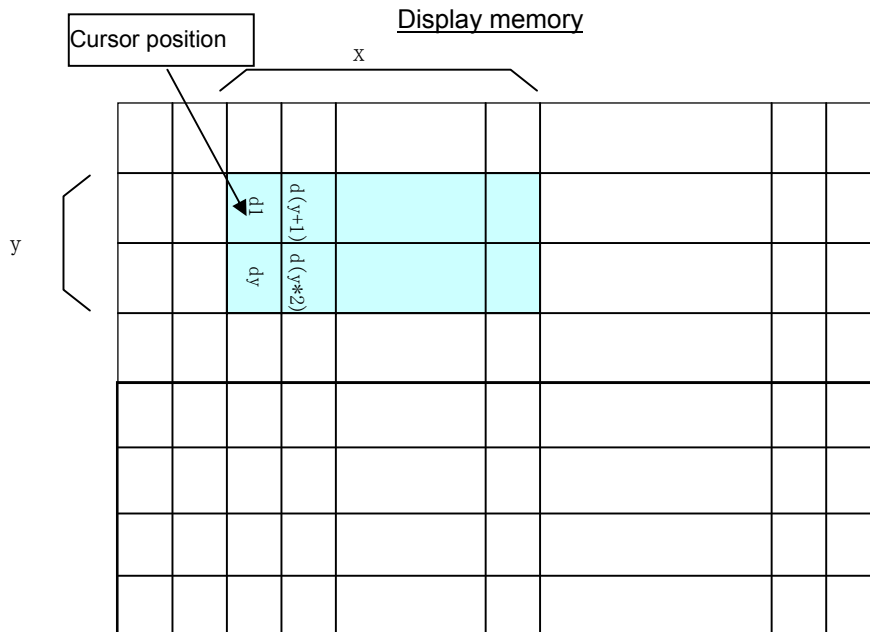 Display memory
Cursor position
x
y
d1
d(y+1)
dy
d(y*2)